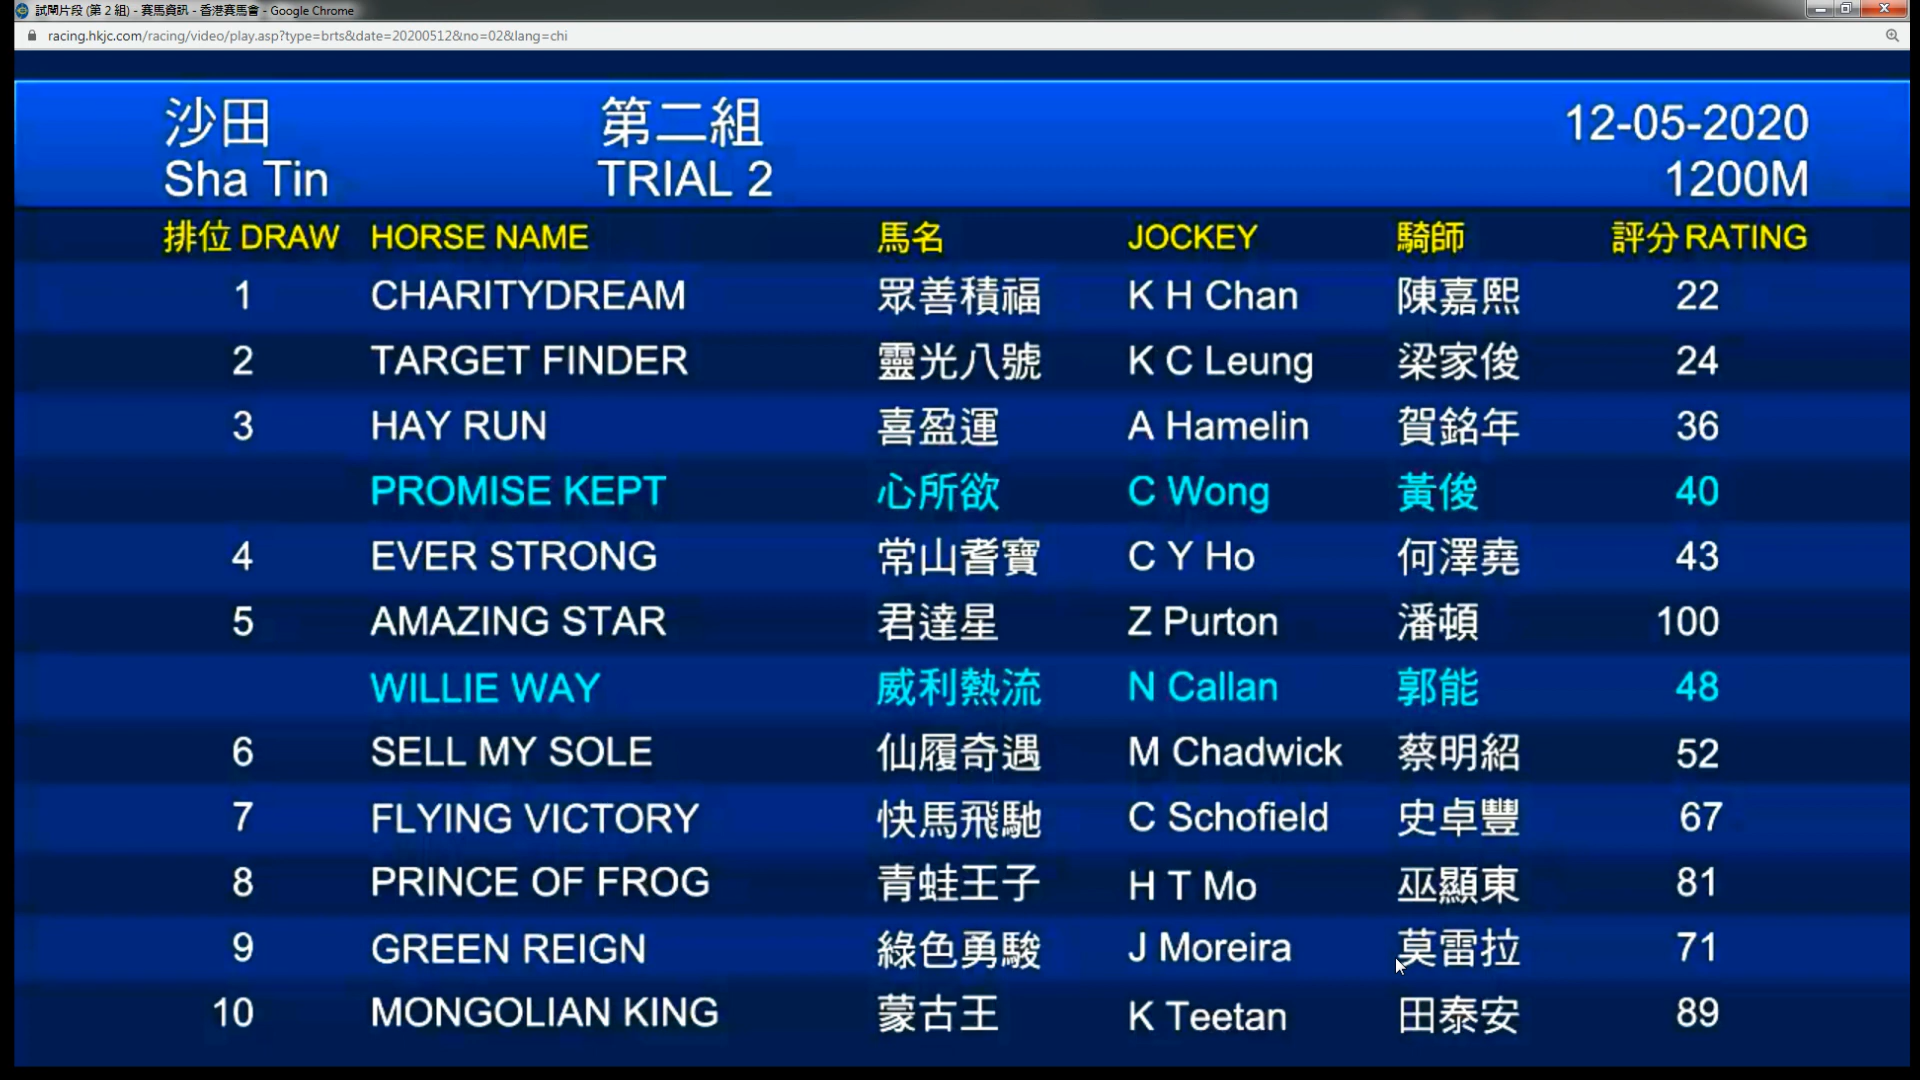 試閘片段 (第 2 組) - 賽馬資訊 - 香港賽馬會 - Google Chrome
racing.hkjc.com/racing/video/play.asp?type=brts&date=20200512&no=02&lang=chi
沙田 第二組 12-05-2020
Sha Tin TRIAL 2 1200M
排位 DRAW HORSE NAME 馬名 JOCKEY 騎師 評分 RATING
1 CHARITYDREAM 眾善積福 K H Chan 陳嘉熙 22
2 TARGET FINDER 靈光八號 K C Leung 梁家俊 24
3 HAY RUN 喜盈運 A Hamelin 賀銘年 36
PROMISE KEPT 心所欲 C Wong 黃俊 40
4 EVER STRONG 常山耆寶 C Y Ho 何澤堯 43
5 AMAZING STAR 君達星 Z Purton 潘頓 100
WILLIE WAY 威利熱流 N Callan 郭能 48
6 SELL MY SOLE 仙履奇遇 M Chadwick 蔡明紹 52
7 FLYING VICTORY 快馬飛馳 C Schofield 史卓豐 67
8 PRINCE OF FROG 青蛙王子 H T Mo 巫顯東 81
9 GREEN REIGN 綠色勇駿 J Moreira 莫雷拉 71
10 MONGOLIAN KING 蒙古王 K Teetan 田泰安 89